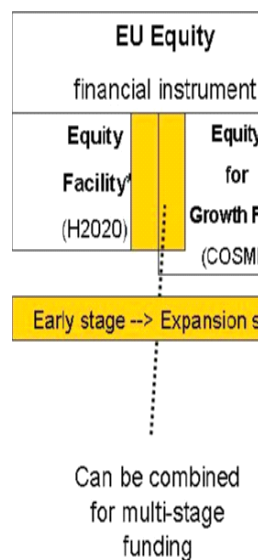 EU Equity
financial instrument
Equity
Facility*
(H2020)
Equity
for
Growth F
(COSM
Early stage --> Expansion s
Can be combined
for multi-stage
funding